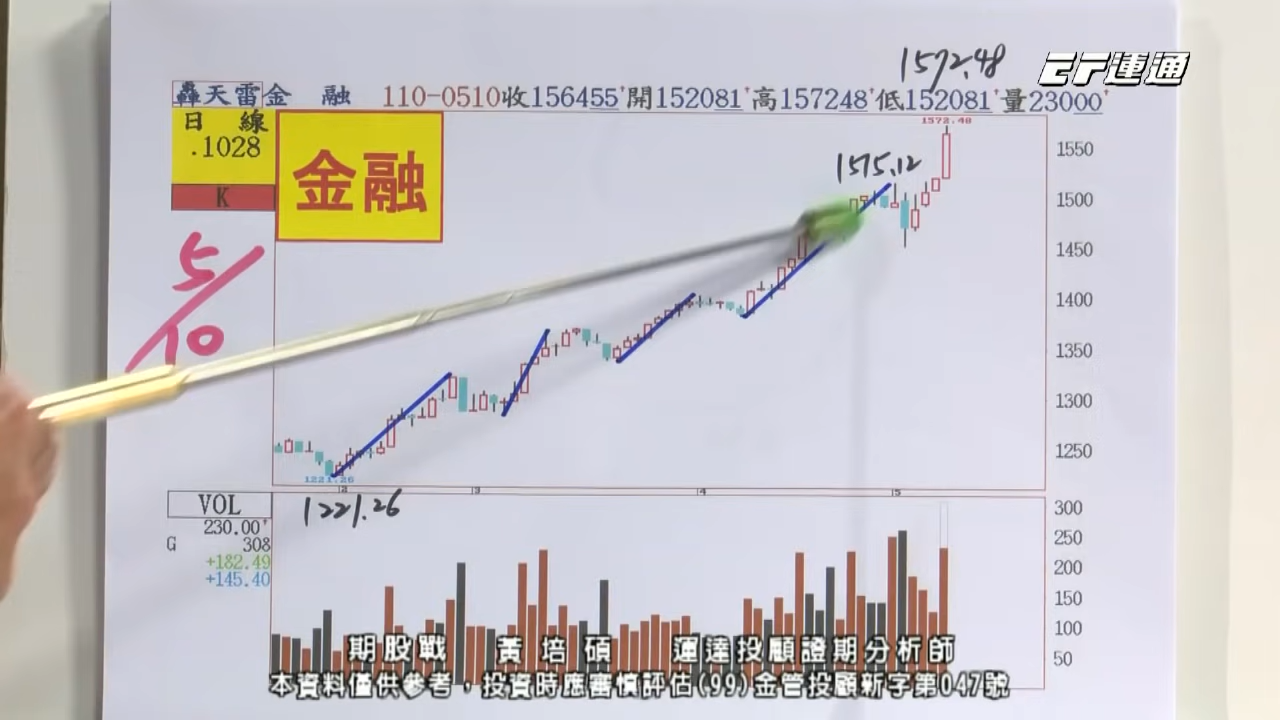 1572.48
EF運通
轟天雷金 融 110-0510收156455'開152081'高157248'低152081'量23000'
日 線
.1028
K
金融
5/10
1572.48
1575.12
1550
1500
1450
1400
1350
1300
1250
1221.26
2 3 4 5
1221.26
VOL
230.00'
G 308
+182.49
+145.40
300
250
200
150
100
50
期股戰 黃培碩 運達投顧證期分析師
本資料僅供參考，投資時應審慎評估(99)金管投顧新字第047號